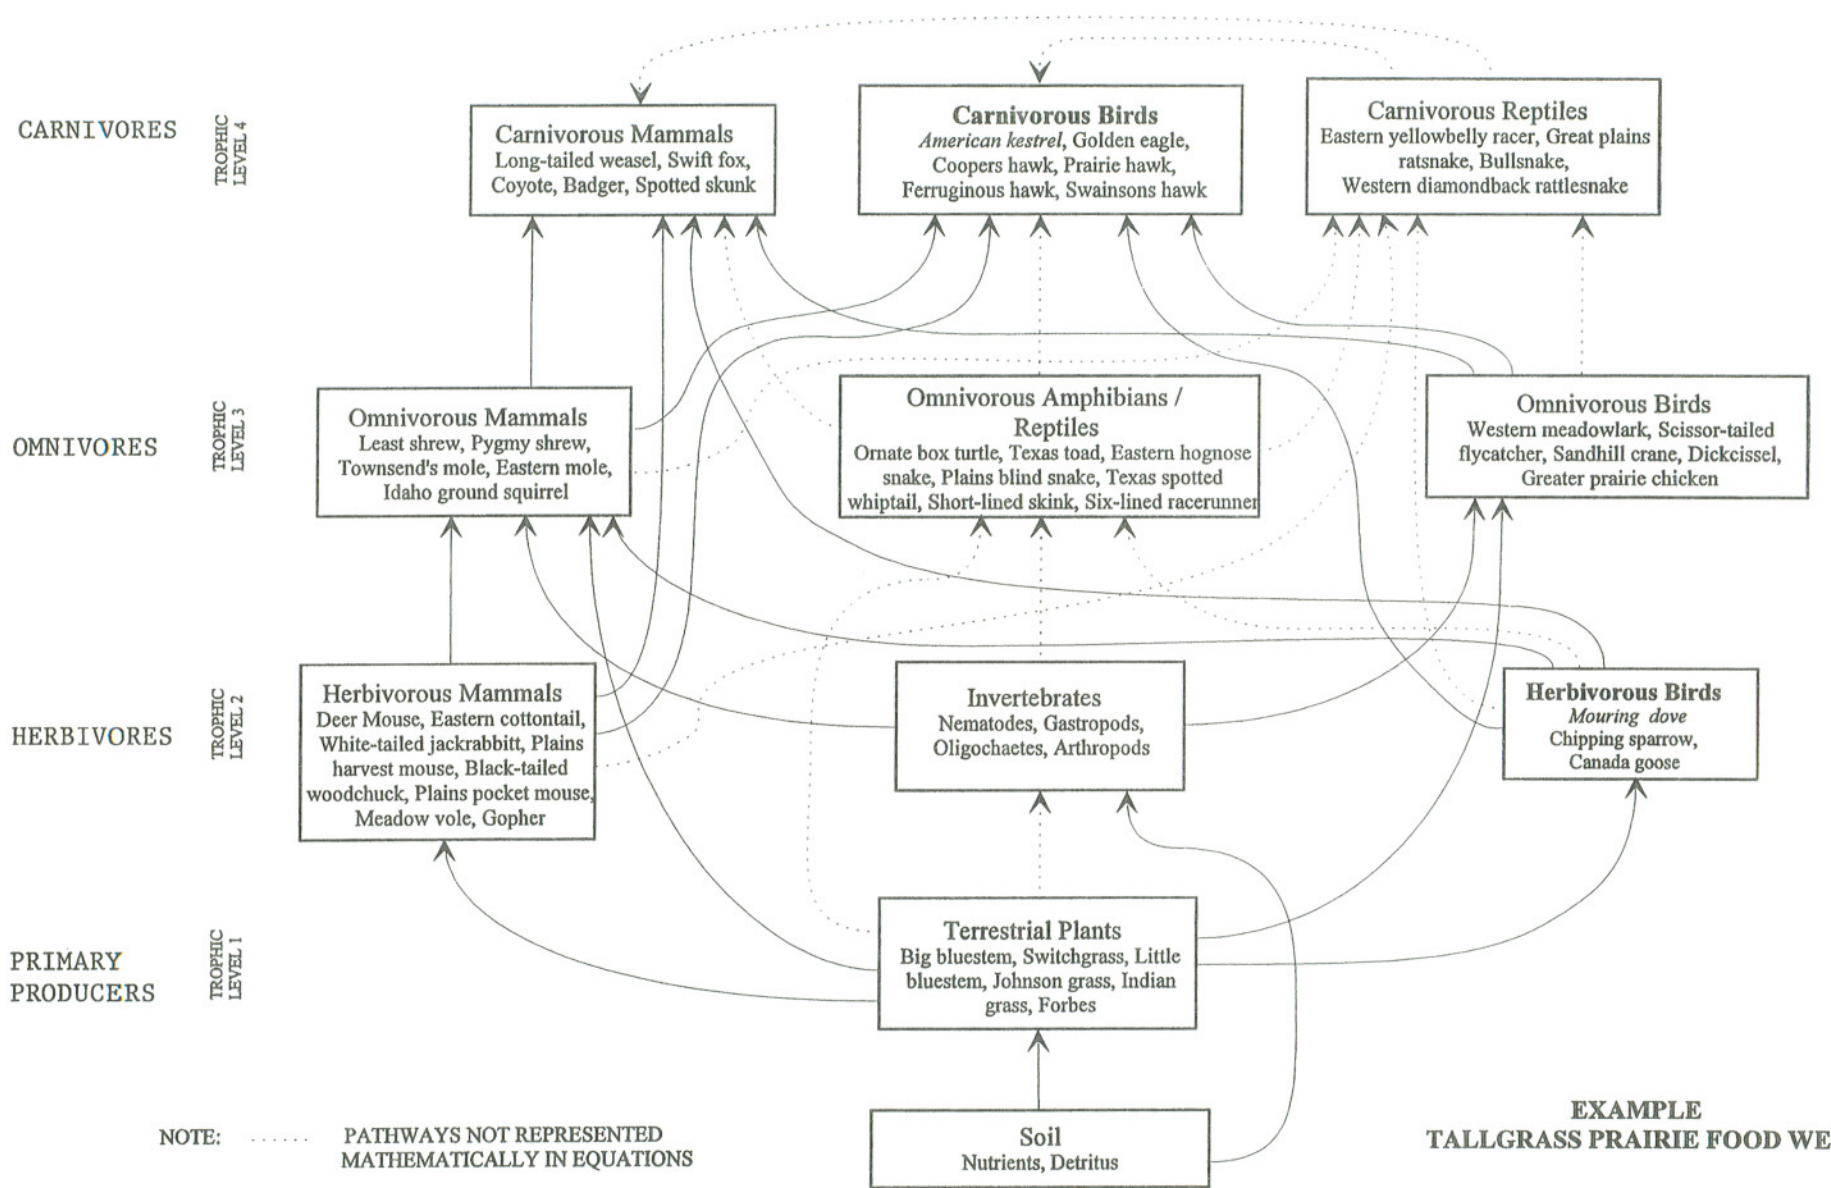 CARNIVORES
TROPHIC
LEVEL 4
Carnivorous Mammals
Long-tailed weasel, Swift fox,
Coyote, Badger, Spotted skunk
Carnivorous Birds
American kestrel, Golden eagle,
Coopers hawk, Prairie hawk,
Ferruginous hawk, Swainsons hawk
Carnivorous Reptiles
Eastern yellowbelly racer, Great plains
ratsnake, Bullsnake,
Western diamondback rattlesnake
OMNIVORES
TROPHIC
LEVEL 3
Omnivorous Mammals
Least shrew, Pygmy shrew,
Townsend's mole, Eastern mole,
Idaho ground squirrel
Omnivorous Amphibians /
Reptiles
Ornate box turtle, Texas toad, Eastern hognose
snake, Plains blind snake, Texas spotted
whiptail, Short-lined skink, Six-lined racerunner
Omnivorous Birds
Western meadowlark, Scissor-tailed
flycatcher, Sandhill crane, Dickcissel,
Greater prairie chicken
HERBIVORES
TROPHIC
LEVEL 2
Herbivorous Mammals
Deer Mouse, Eastern cottontail,
White-tailed jackrabbitt, Plains
harvest mouse, Black-tailed
woodchuck, Plains pocket mouse,
Meadow vole, Gopher
Invertebrates
Nematodes, Gastropods,
Oligochaetes, Arthropods
Herbivorous Birds
Mouring dove
Chipping sparrow,
Canada goose
PRIMARY
PRODUCERS
TROPHIC
LEVEL 1
Terrestrial Plants
Big bluestem, Switchgrass, Little
bluestem, Johnson grass, Indian
grass, Forbes
Soil
Nutrients, Detritus
NOTE: ...... PATHWAYS NOT REPRESENTED
MATHEMATICALLY IN EQUATIONS
EXAMPLE
TALLGRASS PRAIRIE FOOD WE